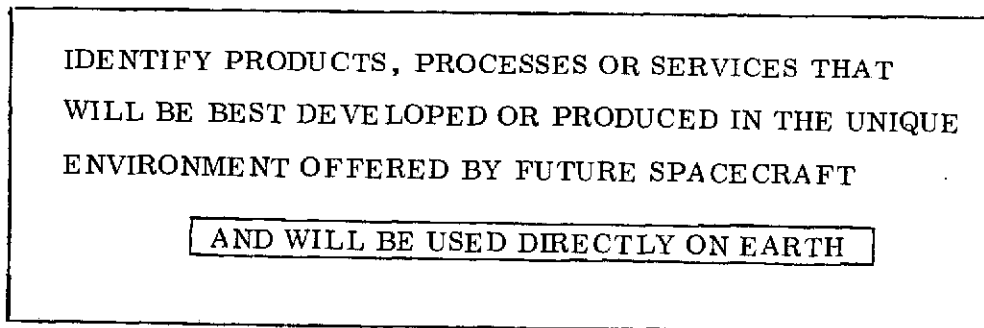 IDENTIFY PRODUCTS, PROCESSES OR SERVICES THAT
WILL BE BEST DEVELOPED OR PRODUCED IN THE UNIQUE
ENVIRONMENT OFFERED BY FUTURE SPACECRAFT
AND WILL BE USED DIRECTLY ON EARTH